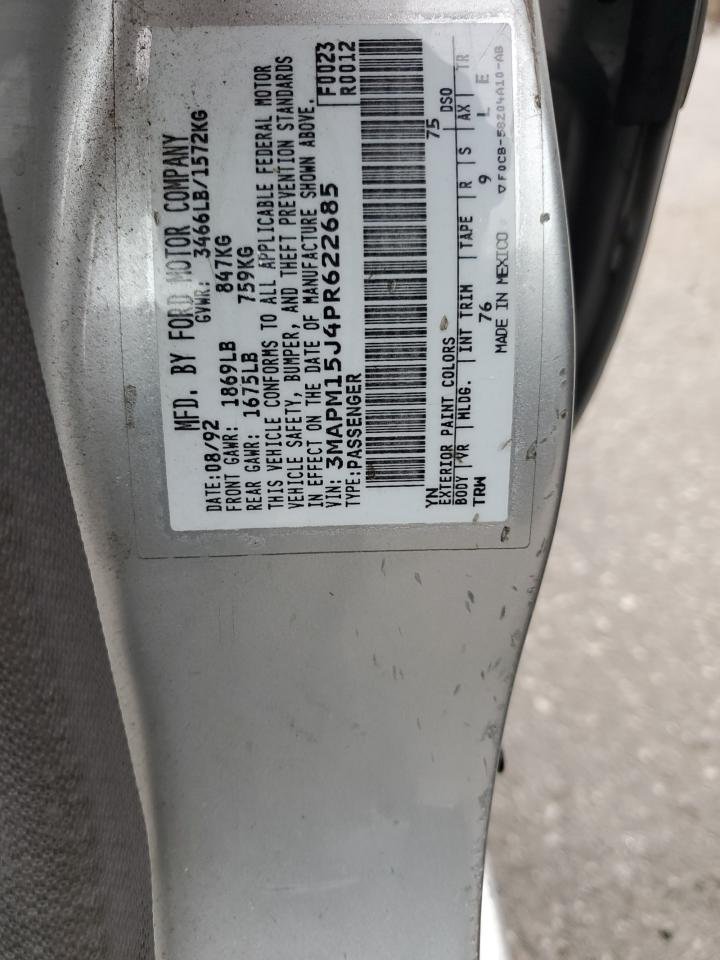 MFD. BY FORD MOTOR COMPANY
DATE: 08/92 GVWR: 3466LB/1572KG
FRONT GAWR: 1869LB 847KG
REAR GAWR: 1675LB 759KG
THIS VEHICLE CONFORMS TO ALL APPLICABLE FEDERAL MOTOR
VEHICLE SAFETY, BUMPER, AND THEFT PREVENTION STANDARDS
IN EFFECT ON THE DATE OF MANUFACTURE SHOWN ABOVE.
VIN: 3MAPM15J4PR622685 F0023
TYPE: PASSENGER R0012
YN 75 DSO
EXTERIOR PAINT COLORS
BODY VR MLDG. INT TRIM TAPE R S AX TR
TRW 76 9 L E
MADE IN MEXICO ▽ F0CB-58204A10-AB